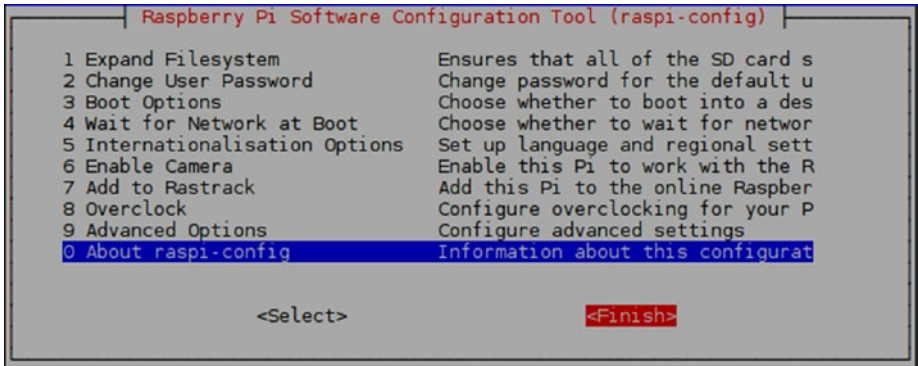 Raspberry Pi Software Configuration Tool (raspi-config)
1 Expand Filesystem Ensures that all of the SD card s
2 Change User Password Change password for the default u
3 Boot Options Choose whether to boot into a des
4 Wait for Network at Boot Choose whether to wait for networ
5 Internationalisation Options Set up language and regional sett
6 Enable Camera Enable this Pi to work with the R
7 Add to Rastrack Add this Pi to the online Raspber
8 Overclock Configure overclocking for your P
9 Advanced Options Configure advanced settings
0 About raspi-config Information about this configurat
<Select> <Finish>